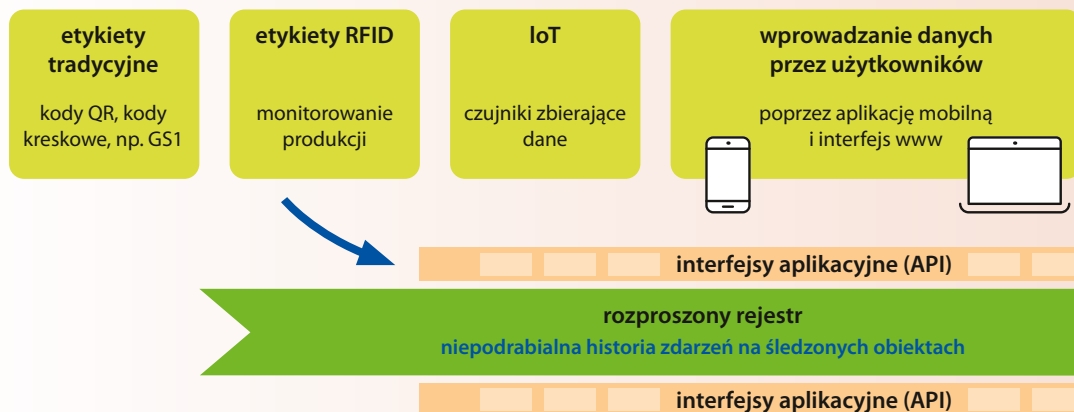 etykiety
tradycyjne
kody QR, kody
kreskowe, np. GS1
etykiety RFID
monitorowanie
produkcji
IoT
czujniki zbierające
dane
wprowadzanie danych
przez użytkowników
poprzez aplikację mobilną
i interfejs www
interfejsy aplikacyjne (API)
rozproszony rejestr
niepodrabialna historia zdarzeń na śledzonych obiektach
interfejsy aplikacyjne (API)